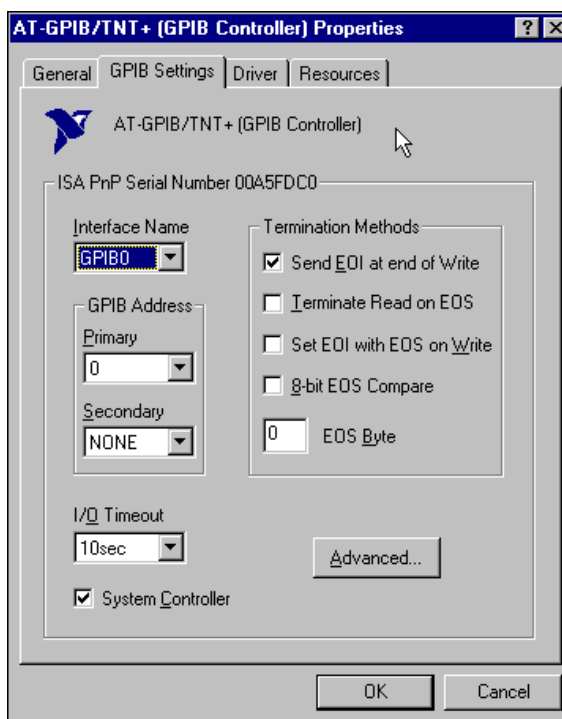 AT-GPIB/TNT+ (GPIB Controller) Properties
General GPIB Settings Driver Resources
AT-GPIB/TNT+ (GPIB Controller)
ISA PnP Serial Number 00A5FDC0
Interface Name
GPIB0
GPIB Address
Primary
0
Secondary
NONE
I/O Timeout
10sec
System Controller
Termination Methods
Send EOI at end of Write
Terminate Read on EOS
Set EOI with EOS on Write
8-bit EOS Compare
0 EOS Byte
Advanced...
OK Cancel